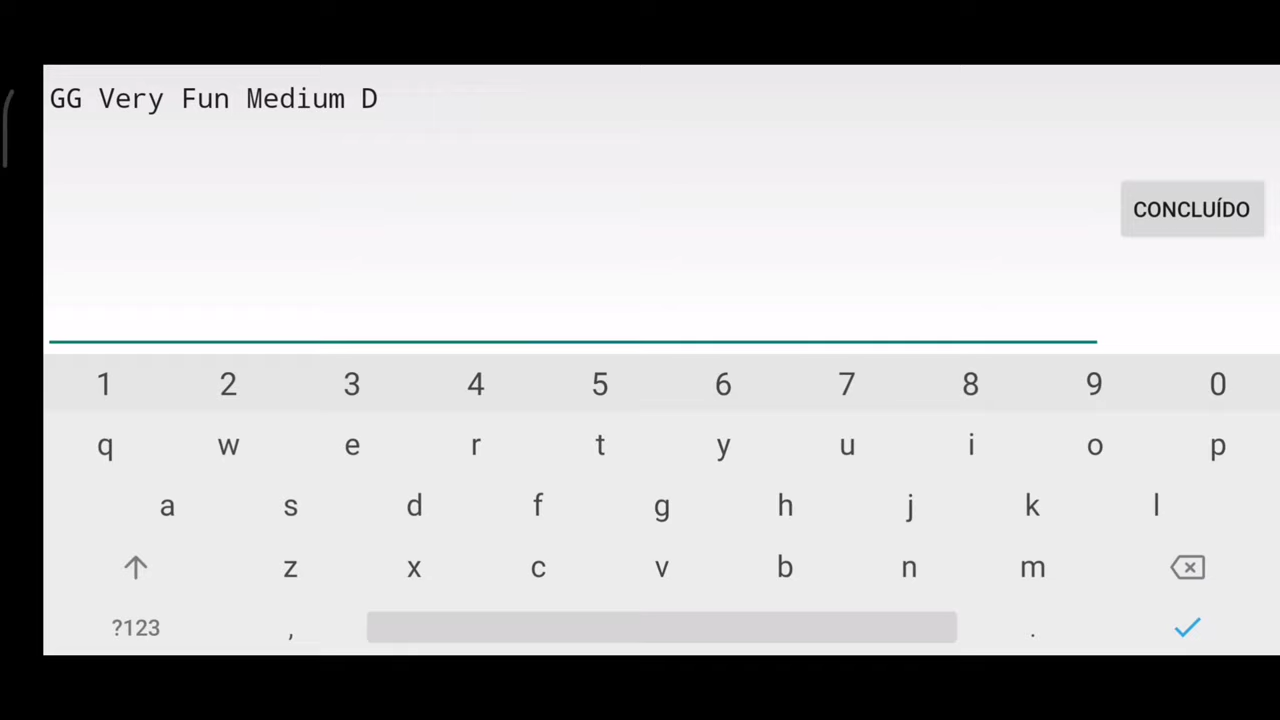 GG Very Fun Medium D
CONCLUÍDO
1 2 3 4 5 6 7 8 9 0
q w e r t y u i o p
a s d f g h j k l
z x c v b n m
?123 , .